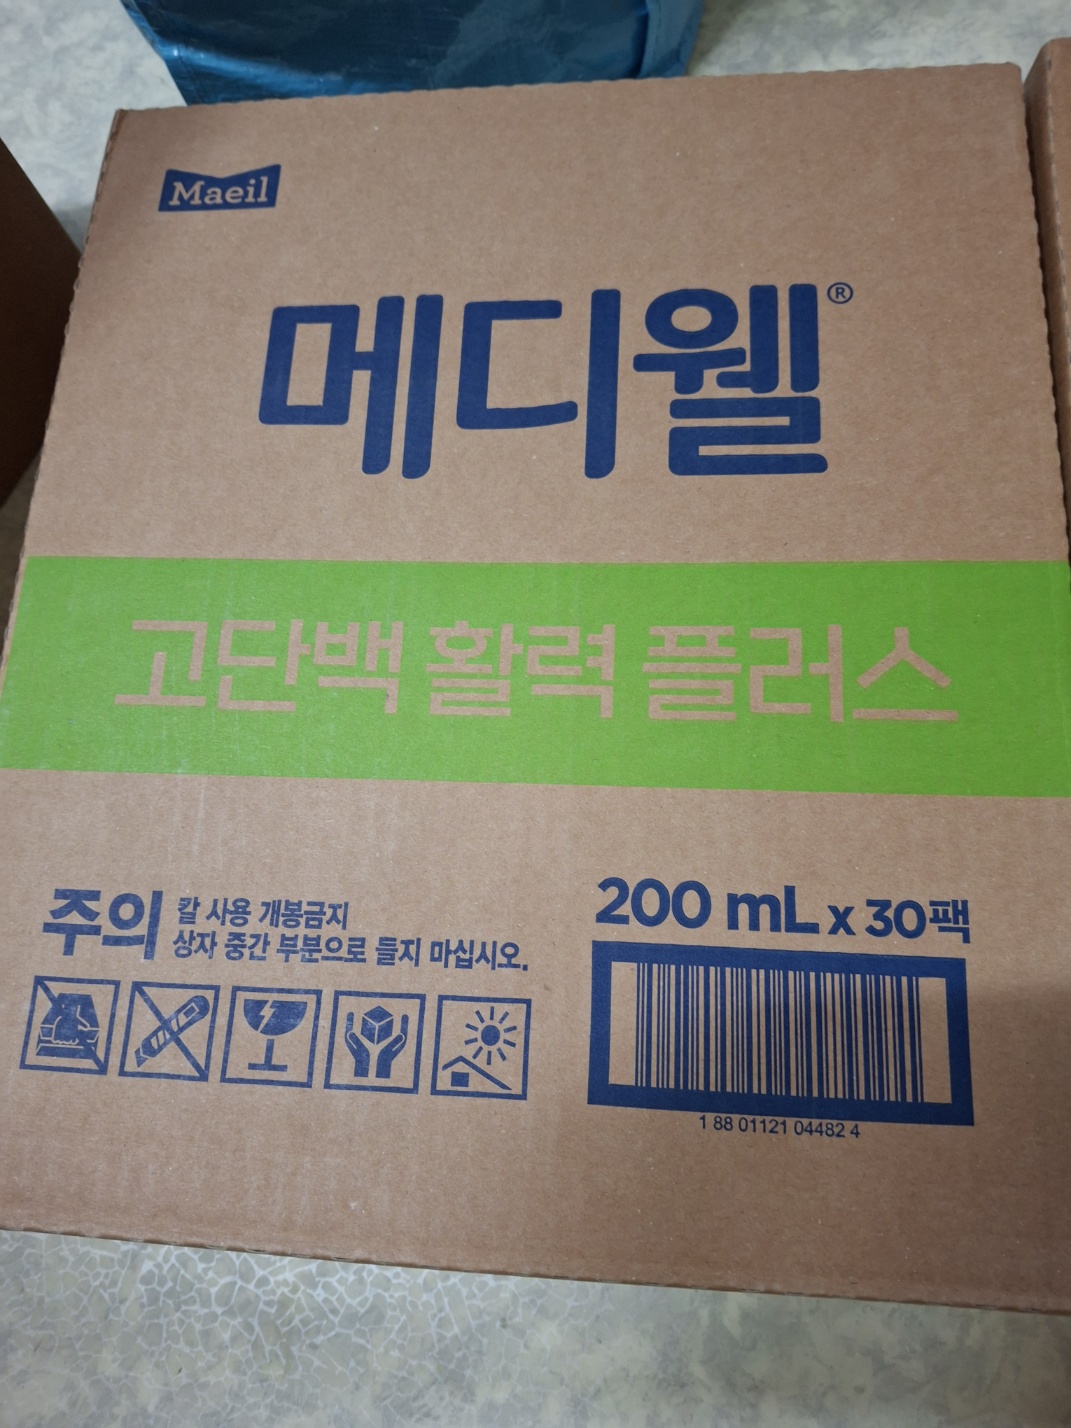 Maeil
메디웰®
고단백 활력 플러스
주의 칼 사용 개봉금지
상자 중간 부분으로 들지 마십시오.
200 mL x 30팩
1 88 01121 04482 4